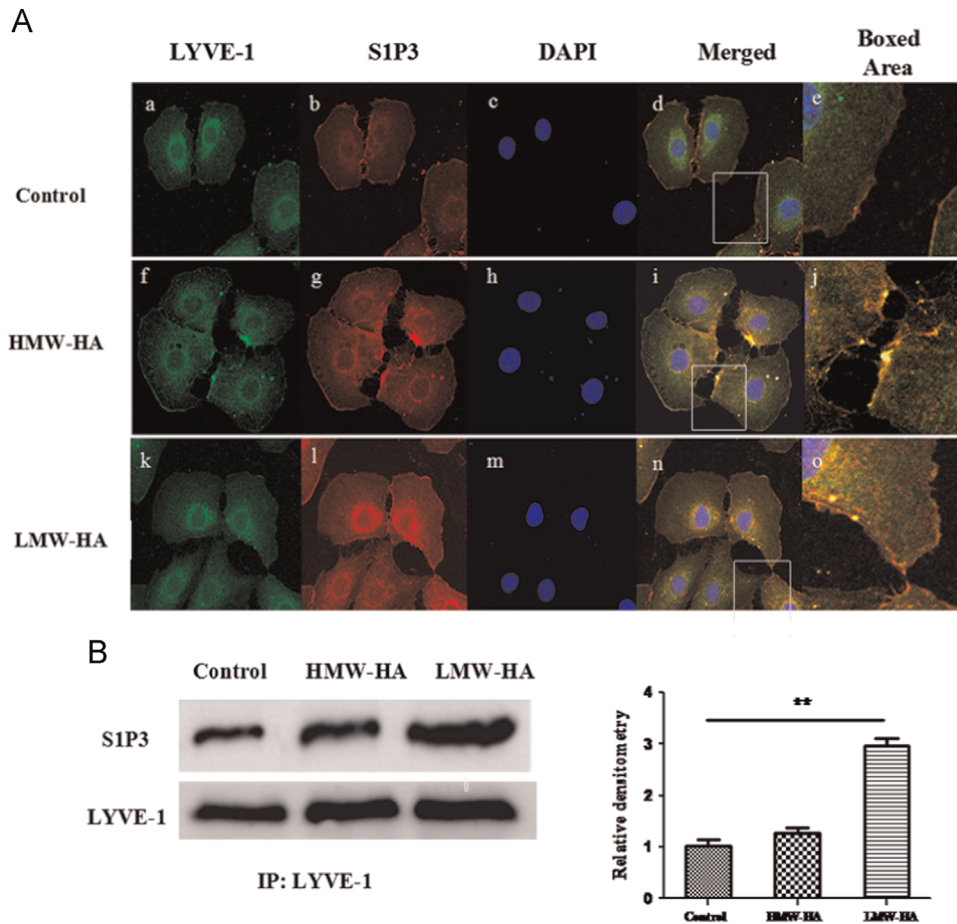 A
LYVE-1 S1P3 DAPI Merged Boxed Area
a b c d e
Control
f g h i j
HMW-HA
k l m n o
LMW-HA
B
Control HMW-HA LMW-HA
S1P3
LYVE-1
IP: LYVE-1
**
Relative densitometry
4
3
2
1
0
Control HMW-HA LMW-HA